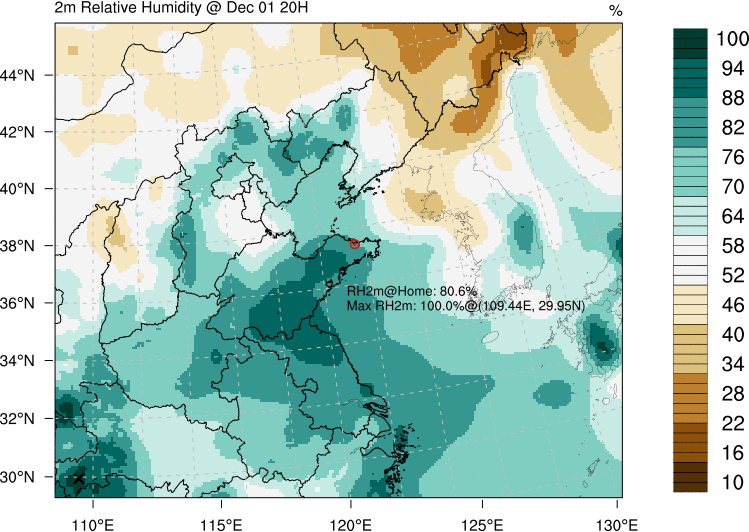 2m Relative Humidity @ Dec 01 20H
%
100
94
88
82
76
70
64
58
52
46
40
34
28
22
16
10
44°N
42°N
40°N
38°N
36°N
34°N
32°N
30°N
RH2m@Home: 80.6%
Max RH2m: 100.0%@(109.44E, 29.95N)
110°E
115°E
120°E
125°E
130°E